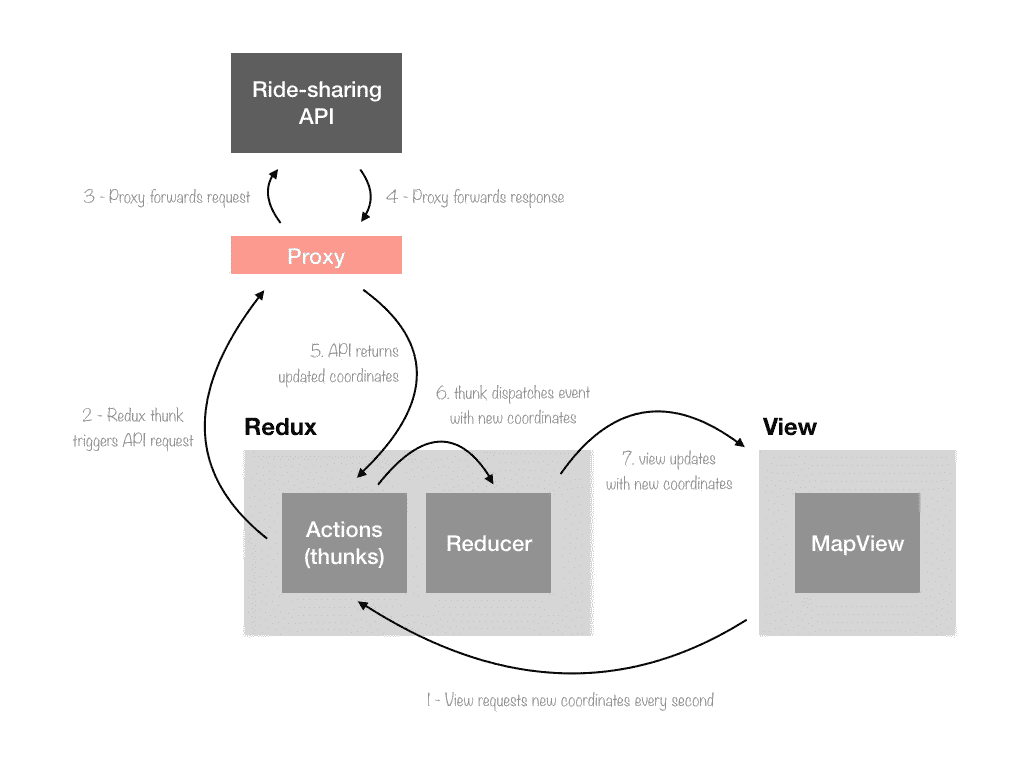 Ride-sharing
API
3 - Proxy forwards request
4 - Proxy forwards response
Proxy
5. API returns
updated coordinates
6. thunk dispatches event
with new coordinates
2 - Redux thunk
triggers API request
Redux
View
7. view updates
with new coordinates
Actions
(thunks)
Reducer
MapView
1 - View requests new coordinates every second